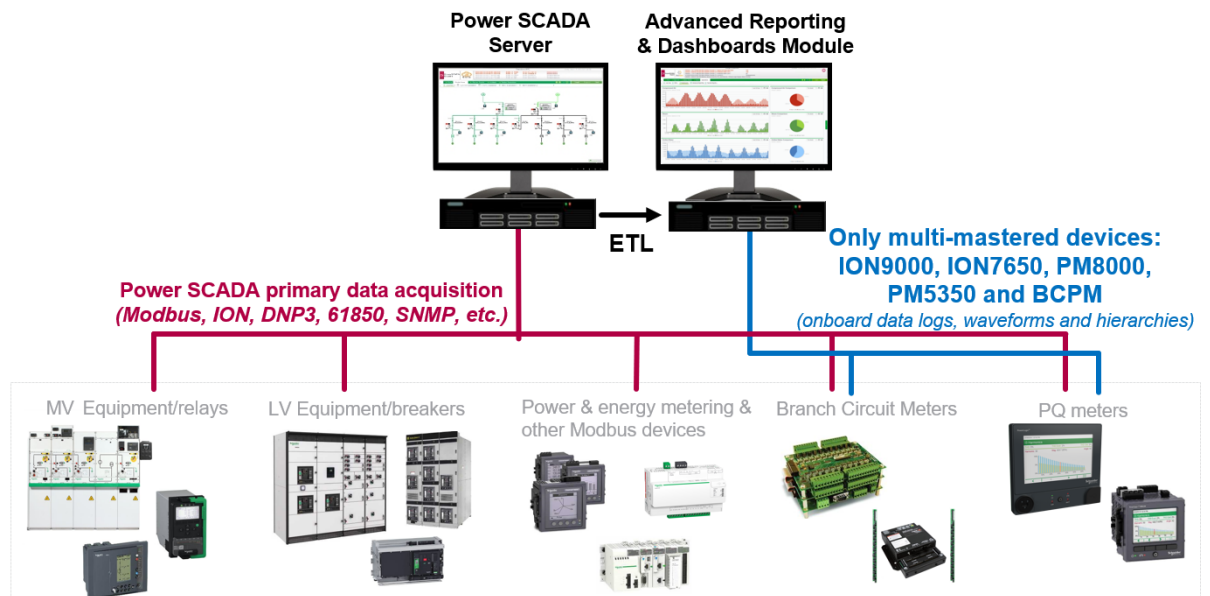 Power SCADA
Server
Advanced Reporting
& Dashboards Module
ETL
Only multi-mastered devices:
ION9000, ION7650, PM8000,
PM5350 and BCPM
(onboard data logs, waveforms and hierarchies)
Power SCADA primary data acquisition
(Modbus, ION, DNP3, 61850, SNMP, etc.)
MV Equipment/relays
LV Equipment/breakers
Power & energy metering &
other Modbus devices
Branch Circuit Meters
PQ meters